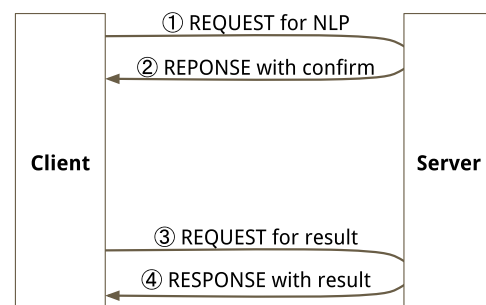 ① REQUEST for NLP
② REPONSE with confirm
Client
Server
③ REQUEST for result
④ RESPONSE with result